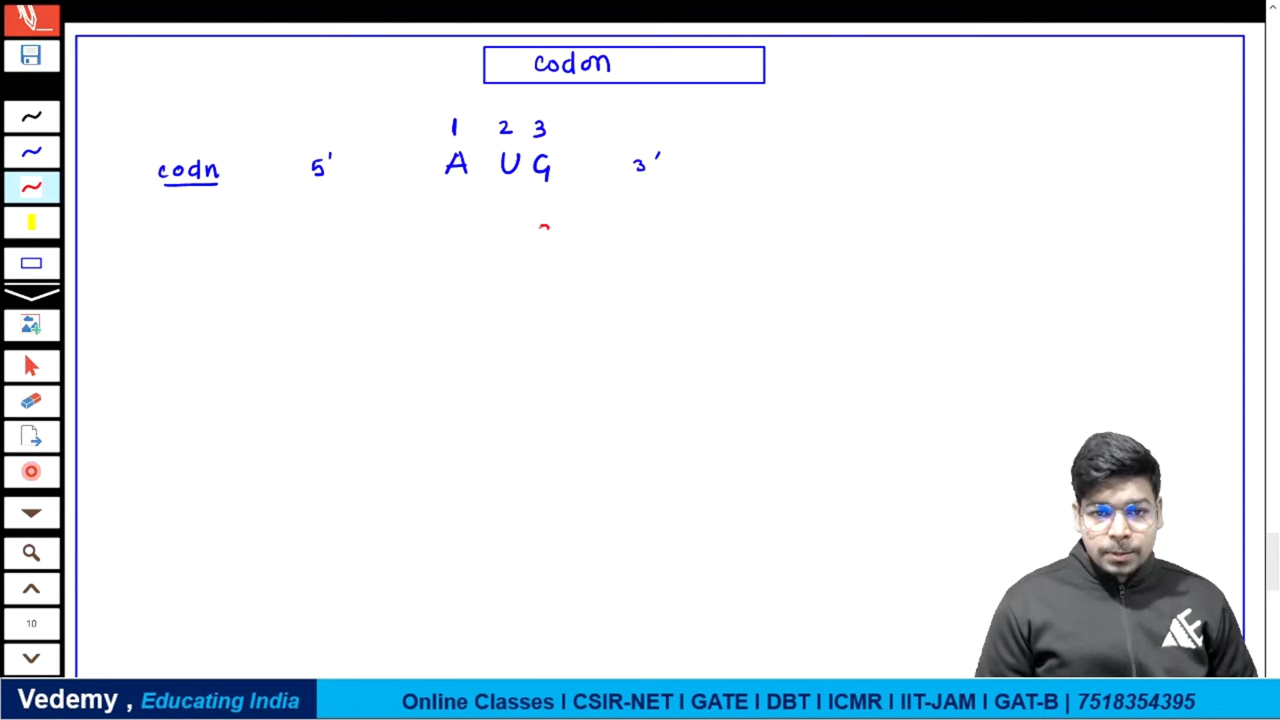 codon
1 2 3
codn 5' A U G 3'
10
Vedemy , Educating India
Online Classes I CSIR-NET I GATE I DBT I ICMR I IIT-JAM I GAT-B | 7518354395